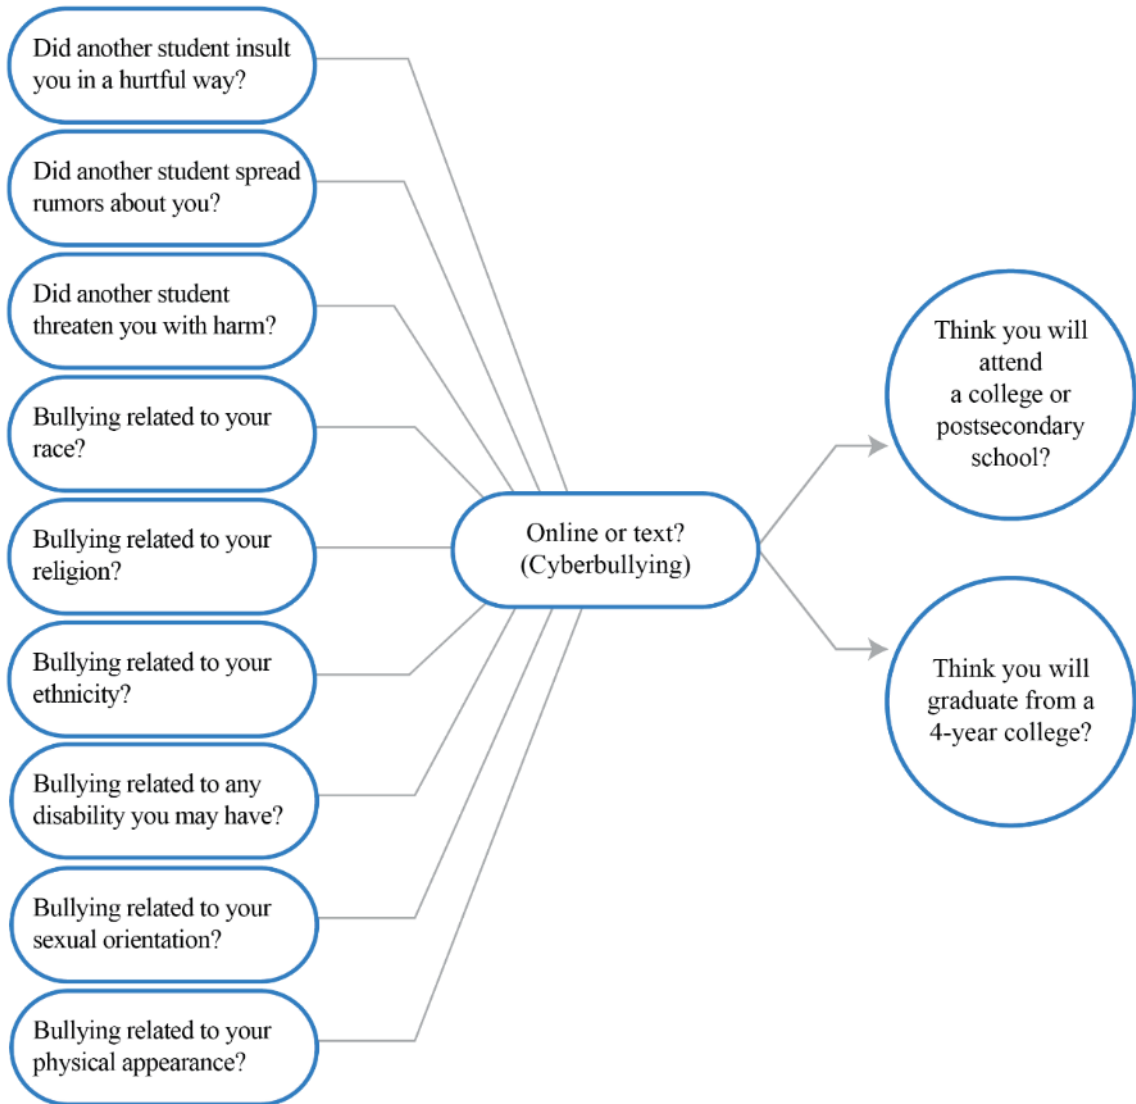 Did another student insult
you in a hurtful way?
Did another student spread
rumors about you?
Did another student
threaten you with harm?
Bullying related to your
race?
Bullying related to your
religion?
Bullying related to your
ethnicity?
Bullying related to any
disability you may have?
Bullying related to your
sexual orientation?
Bullying related to your
physical appearance?
Online or text?
(Cyberbullying)
Think you will
attend
a college or
postsecondary
school?
Think you will
graduate from a
4-year college?